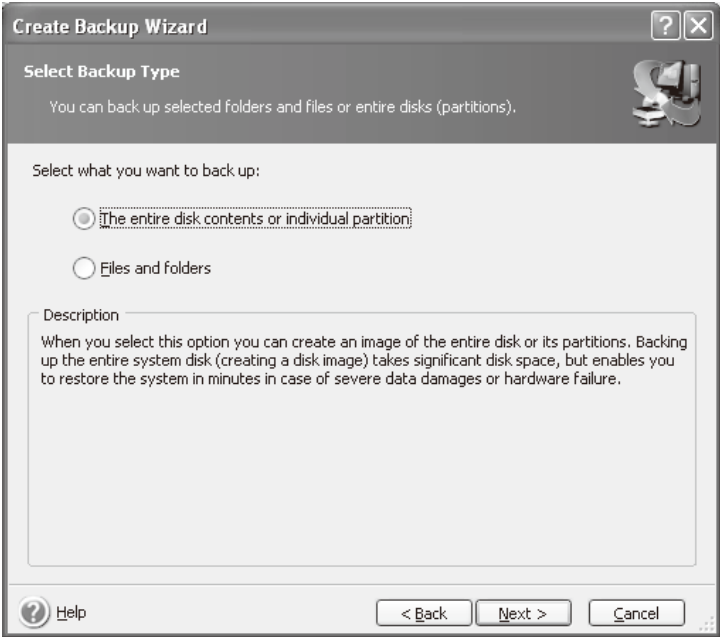 Create Backup Wizard
Select Backup Type
You can back up selected folders and files or entire disks (partitions).
Select what you want to back up:
The entire disk contents or individual partition
Files and folders
Description
When you select this option you can create an image of the entire disk or its partitions. Backing
up the entire system disk (creating a disk image) takes significant disk space, but enables you
to restore the system in minutes in case of severe data damages or hardware failure.
? Help
< Back
Next >
Cancel